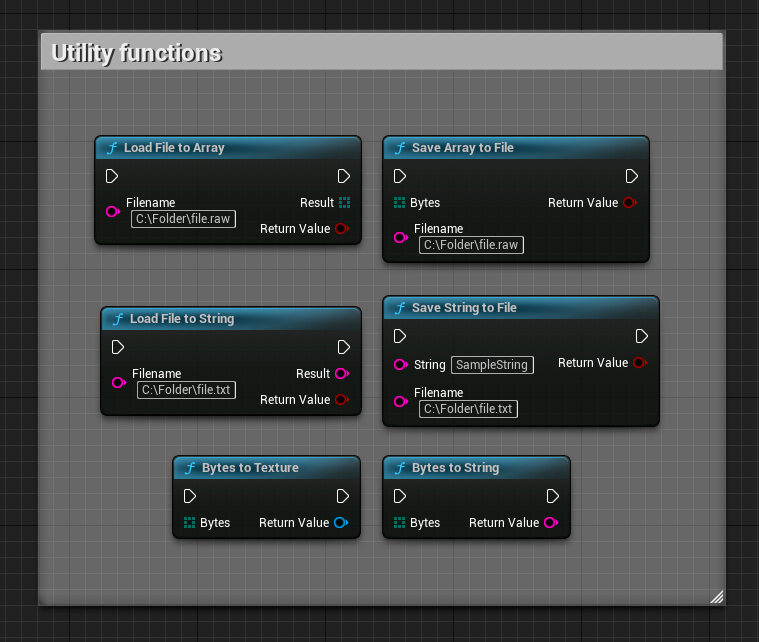 Utility functions
Load File to Array
Filename
C:\Folder\file.raw
Result
Return Value
Save Array to File
Bytes
Return Value
Filename
C:\Folder\file.raw
Load File to String
Filename
C:\Folder\file.txt
Result
Return Value
Save String to File
String SampleString
Return Value
Filename
C:\Folder\file.txt
Bytes to Texture
Bytes
Return Value
Bytes to String
Bytes
Return Value